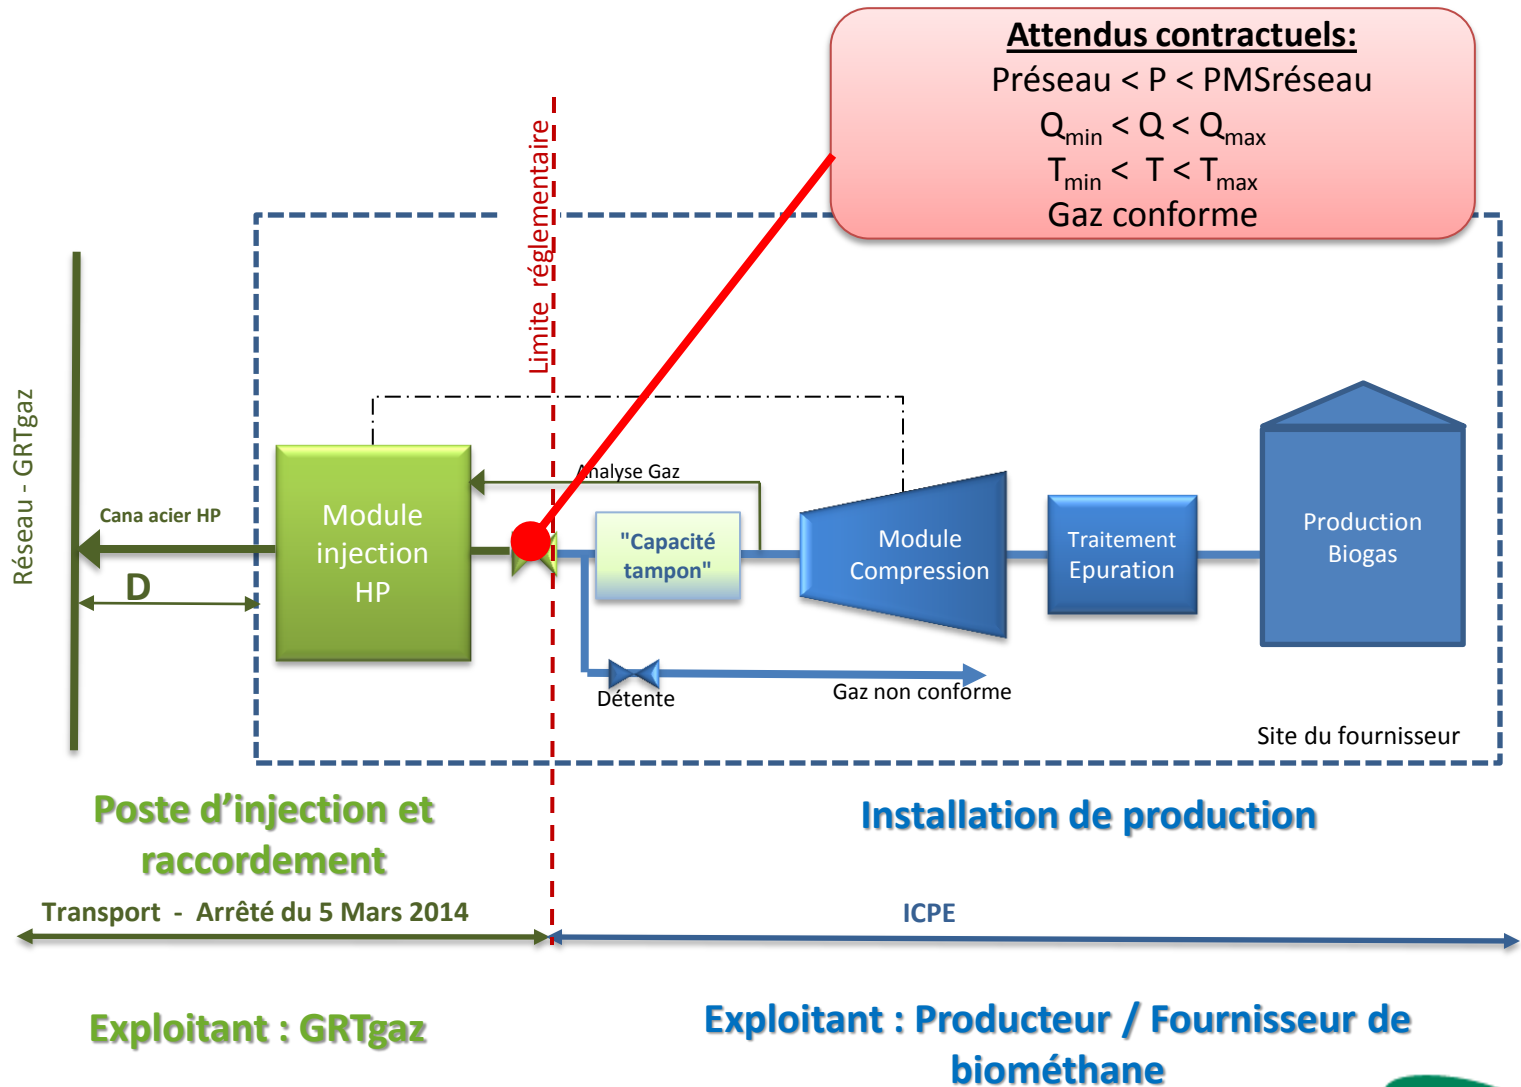 Attendus contractuels:
Préseau < P < PMSréseau
Qmin < Q < Qmax
Tmin < T < Tmax
Gaz conforme
Limite réglementaire
Réseau - GRTgaz
Cana acier HP
D
Module
injection
HP
Analyse Gaz
"Capacité
tampon"
Module
Compression
Traitement
Epuration
Production
Biogas
Détente
Gaz non conforme
Site du fournisseur
Poste d’injection et
raccordement
Installation de production
Transport - Arrêté du 5 Mars 2014
ICPE
Exploitant : GRTgaz
Exploitant : Producteur / Fournisseur de
biométhane